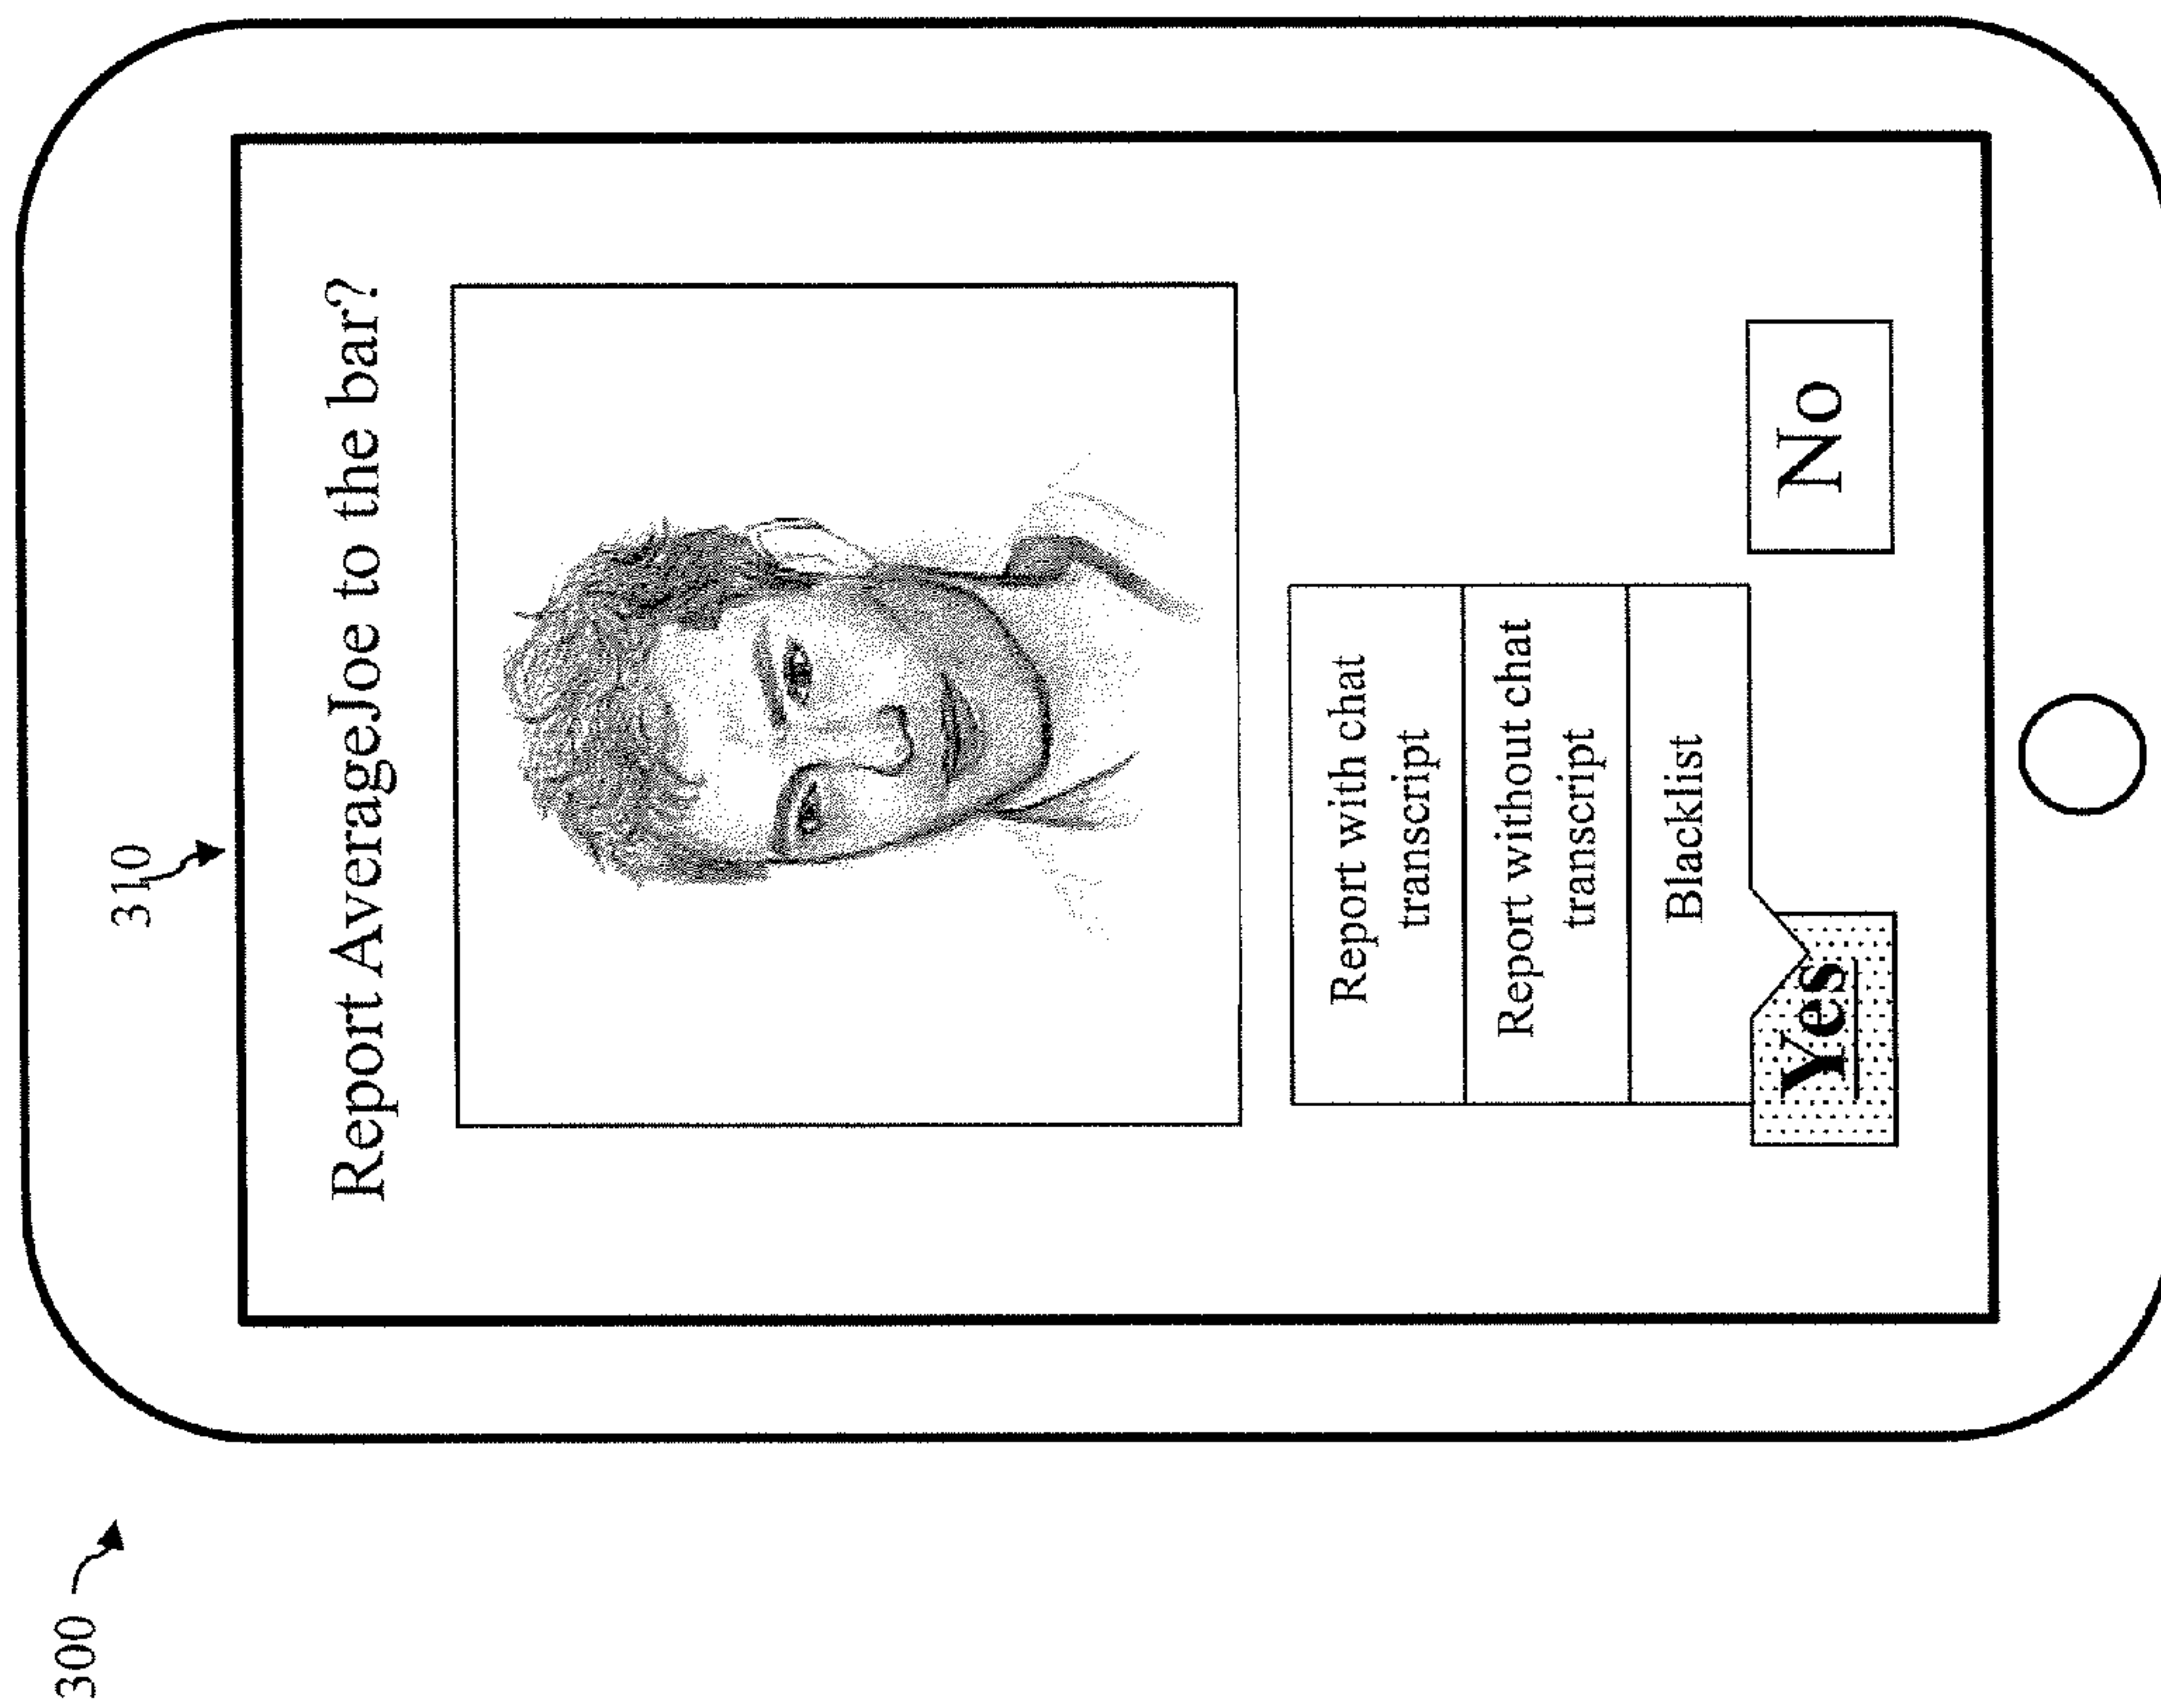 300
310
Report AverageJoe to the bar?
Report with chat
transcript
Report without chat
transcript
Blacklist
Yes
No